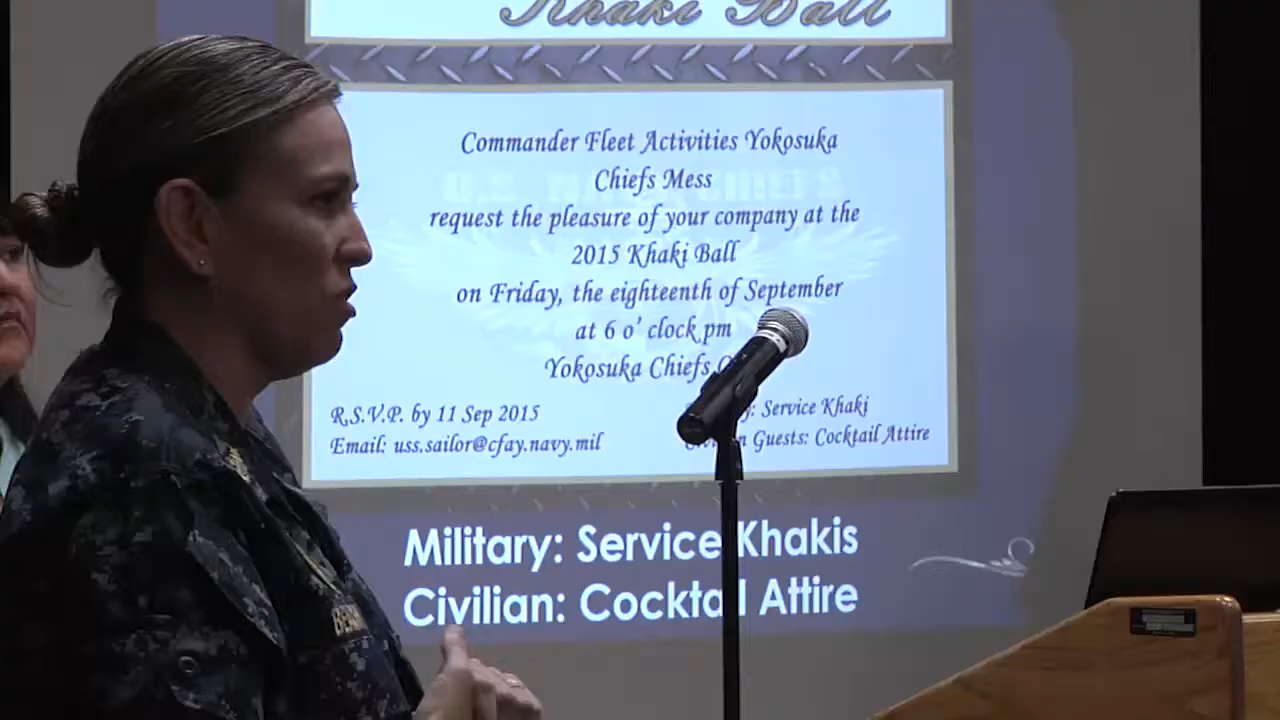 Khaki Ball
Commander Fleet Activities Yokosuka
Chiefs Mess
request the pleasure of your company at the
2015 Khaki Ball
on Friday, the eighteenth of September
at 6 o' clock pm
Yokosuka Chiefs
R.S.V.P. by 11 Sep 2015
Service Khaki
Email: uss.sailor@cfay.navy.mil
Guests: Cocktail Attire
Military: Service Khakis
Civilian: Cocktail Attire